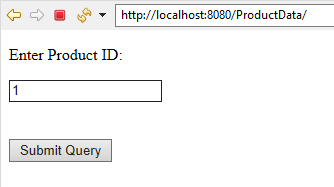 http://localhost:8080/ProductData/
Enter Product ID:
1
Submit Query